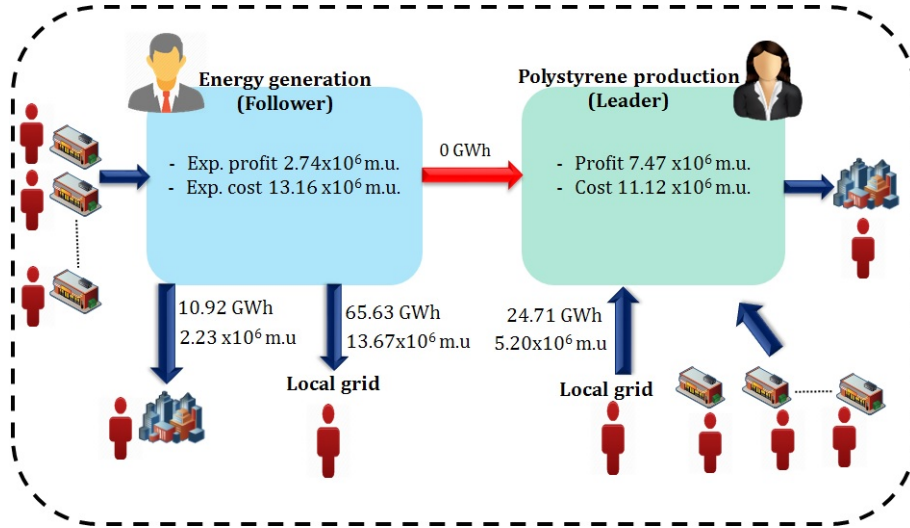 Energy generation
(Follower)
- Exp. profit 2.74x10⁶ m.u.
- Exp. cost 13.16 x10⁶ m.u.
0 GWh
Polystyrene production
(Leader)
- Profit 7.47 x10⁶ m.u.
- Cost 11.12 x10⁶ m.u.
10.92 GWh
2.23 x10⁶ m.u
65.63 GWh
13.67x10⁶ m.u
Local grid
24.71 GWh
5.20x10⁶ m.u
Local grid